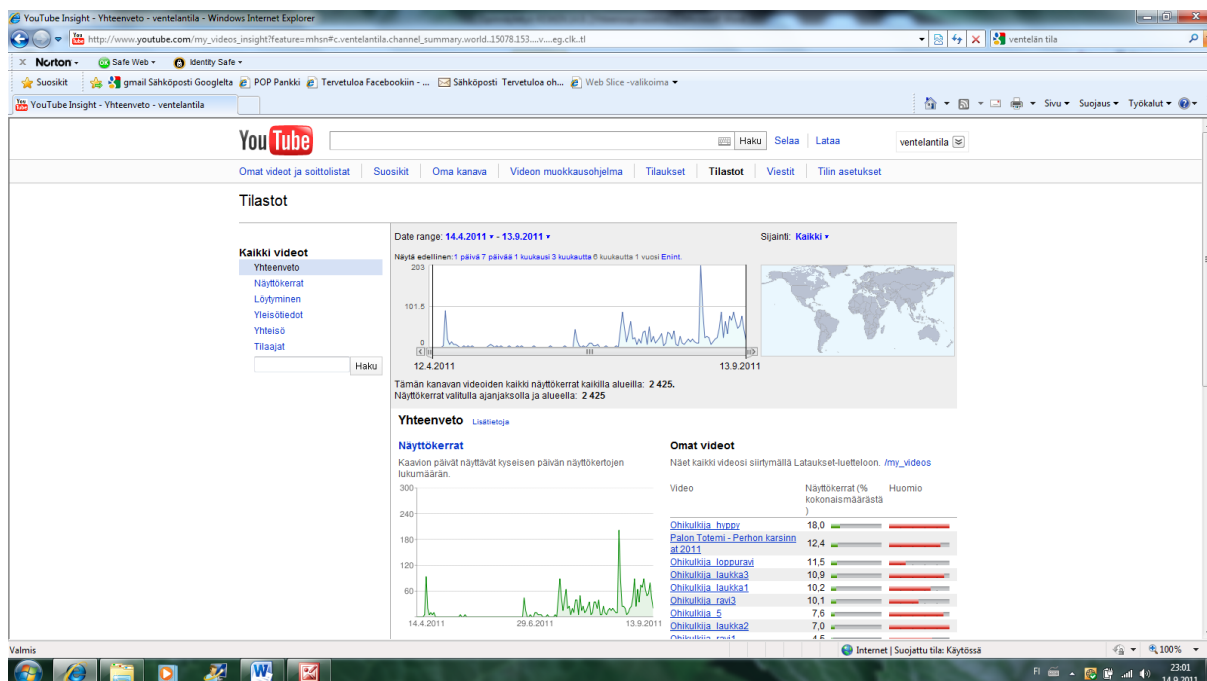 YouTube Insight - Yhteenveto - ventelantila - Windows Internet Explorer
http://www.youtube.com/my_videos_insight?feature=mhsn#c.ventelantila.channel_summary.world..15078.153....v....eg.clk..tl
ventelän tila
x Norton - OK Safe Web - Identity Safe -
Suosikit gmail Sähköposti Googlelta POP Pankki Tervetuloa Facebookiin - ... Sähköposti Tervetuloa oh... Web Slice -valikoima
YouTube Insight - Yhteenveto - ventelantila
Sivu Suojaus Työkalut
YouTube Haku Selaa Lataa ventelantila
Omat videot ja soittolistat Suosikit Oma kanava Videon muokkausohjelma Tilaukset Tilastot Viestit Tilin asetukset
Tilastot
Kaikki videot
Yhteenveto
Näyttökerrat
Löytyminen
Yleisötiedot
Yhteisö
Tilaajat
Haku
Date range: 14.4.2011 - 13.9.2011 Sijainti: Kaikki
Näytä edellinen:1 päivä 7 päivää 1 kuukausi 3 kuukautta 6 kuukautta 1 vuosi Enint.
203
101.5
0
12.4.2011 13.9.2011
Tämän kanavan videoiden kaikki näyttökerrat kaikilla alueilla: 2 425.
Näyttökerrat valitulla ajanjaksolla ja alueella: 2 425
Yhteenveto Lisätietoja
Näyttökerrat
Kaavion päivät näyttävät kyseisen päivän näyttökertojen
lukumäärän.
300
240
180
120
60
14.4.2011 29.6.2011 13.9.2011
Omat videot
Näet kaikki videosi siirtymällä Lataukset-luetteloon. /my_videos
Video Näyttökerrat (% Huomio
kokonaismäärästä
)
Ohikulkija_hyppy 18,0
Palon Totemi - Perhon karsinn
at 2011 12,4
Ohikulkija_loppuravi 11,5
Ohikulkija_laukka3 10,9
Ohikulkija_laukka1 10,2
Ohikulkija_ravi3 10,1
Ohikulkija_5 7,6
Ohikulkija_laukka2 7,0
Ohikulkija_ravi1 4,5
Valmis Internet | Suojattu tila: Käytössä 100%
FI 23:01
14.9.2011